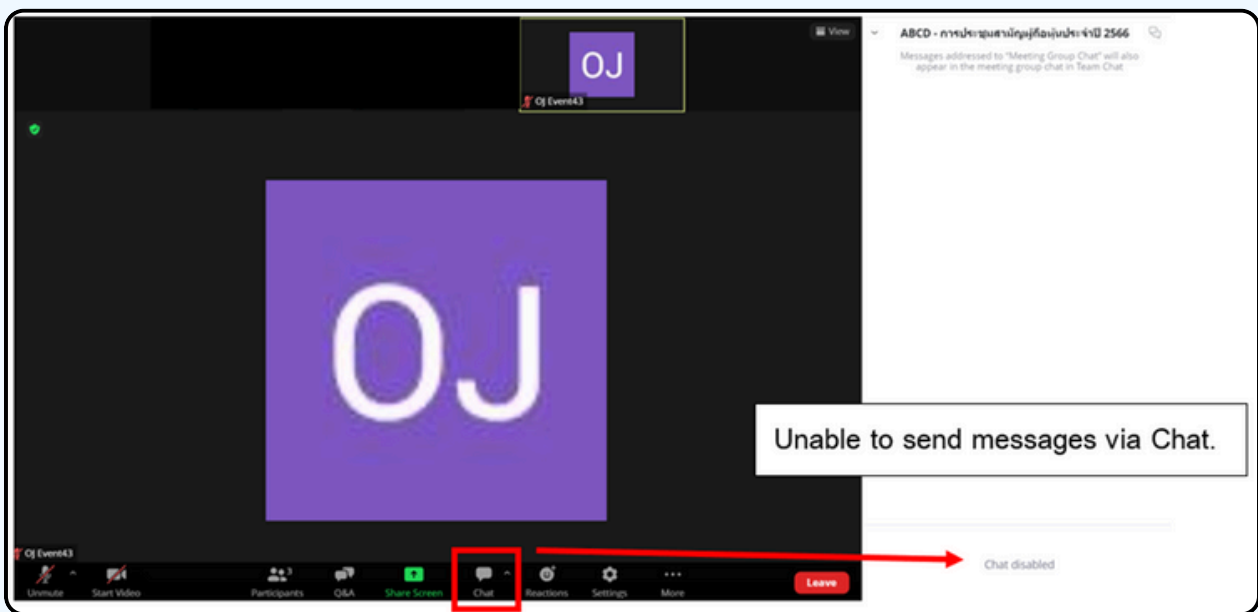 OJ
View
OJ Event43
ABCD - การประชุมสามัญผู้ถือหุ้นประจำปี 2566
Messages addressed to "Meeting Group Chat" will also
appear in the meeting group chat in Team Chat
OJ
Unable to send messages via Chat.
OJ Event43
Chat disabled
3
Unmute Start Video Participants Q&A Share Screen Chat Reactions Settings More Leave